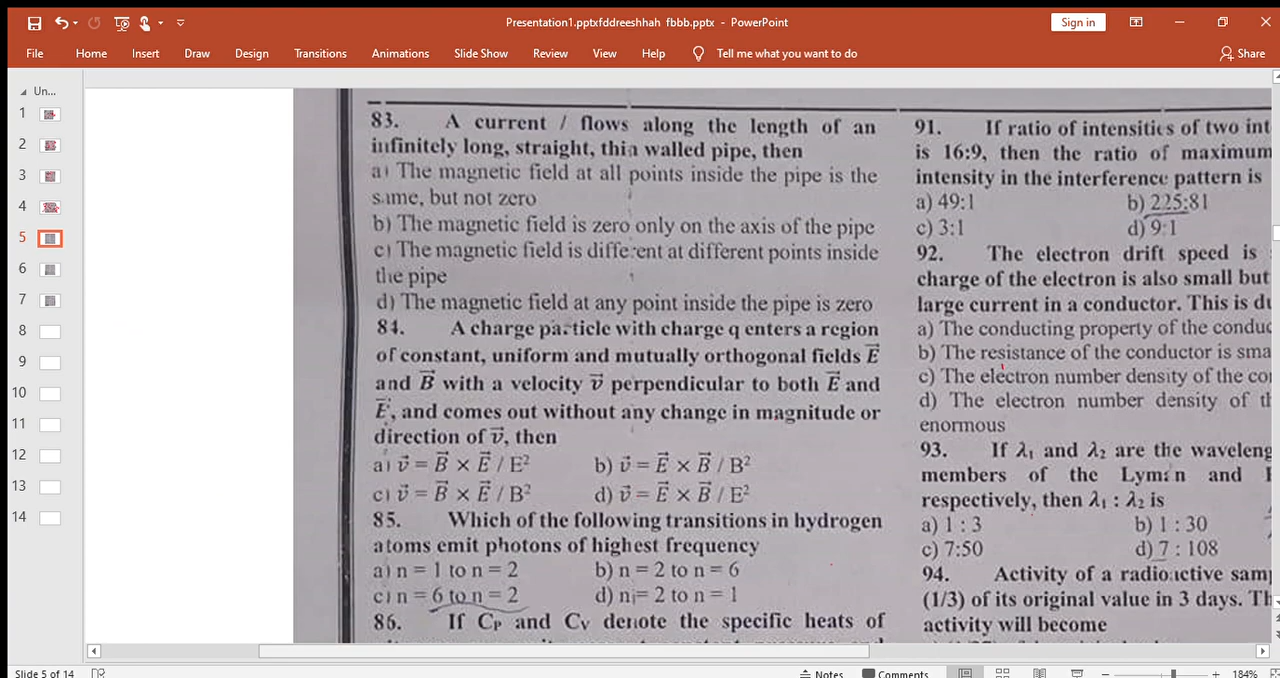 Presentation1.pptxfddreeshhah fbbb.pptx - PowerPoint
Sign in
File Home Insert Draw Design Transitions Animations Slide Show Review View Help Tell me what you want to do
Share
Un...
1
2
3
4
5
6
7
8
9
10
11
12
13
14
83. A current I flows along the length of an
infinitely long, straight, thin walled pipe, then
a) The magnetic field at all points inside the pipe is the
same, but not zero
b) The magnetic field is zero only on the axis of the pipe
c) The magnetic field is different at different points inside
the pipe
d) The magnetic field at any point inside the pipe is zero
84. A charge particle with charge q enters a region
of constant, uniform and mutually orthogonal fields E⃗
and B⃗ with a velocity v⃗ perpendicular to both E⃗ and
, and comes out without any change in magnitude or
direction of v⃗, then
a) v⃗ = B⃗ × E⃗ / E² b) v⃗ = E⃗ × B⃗ / B²
c) v⃗ = B⃗ × E⃗ / B² d) v⃗ = E⃗ × B⃗ / E²
85. Which of the following transitions in hydrogen
atoms emit photons of highest frequency
a) n = 1 to n = 2 b) n = 2 to n = 6
c) n = 6 to n = 2 d) n = 2 to n = 1
86. If Cₚ and Cᵥ denote the specific heats of
91. If ratio of intensities of two int
is 16:9, then the ratio of maximum
intensity in the interference pattern is
a) 49:1 b) 225:81
c) 3:1 d) 9:1
92. The electron drift speed is
charge of the electron is also small but
large current in a conductor. This is du
a) The conducting property of the conduc
b) The resistance of the conductor is sma
c) The electron number density of the co
d) The electron number density of th
enormous
93. If λ₁ and λ₂ are the waveleng
members of the Lyman and
respectively, then λ₁ : λ₂ is
a) 1 : 3 b) 1 : 30
c) 7:50 d) 7 : 108
94. Activity of a radioactive sam
(1/3) of its original value in 3 days. Th
activity will become
Slide 5 of 14
Notes Comments
184%